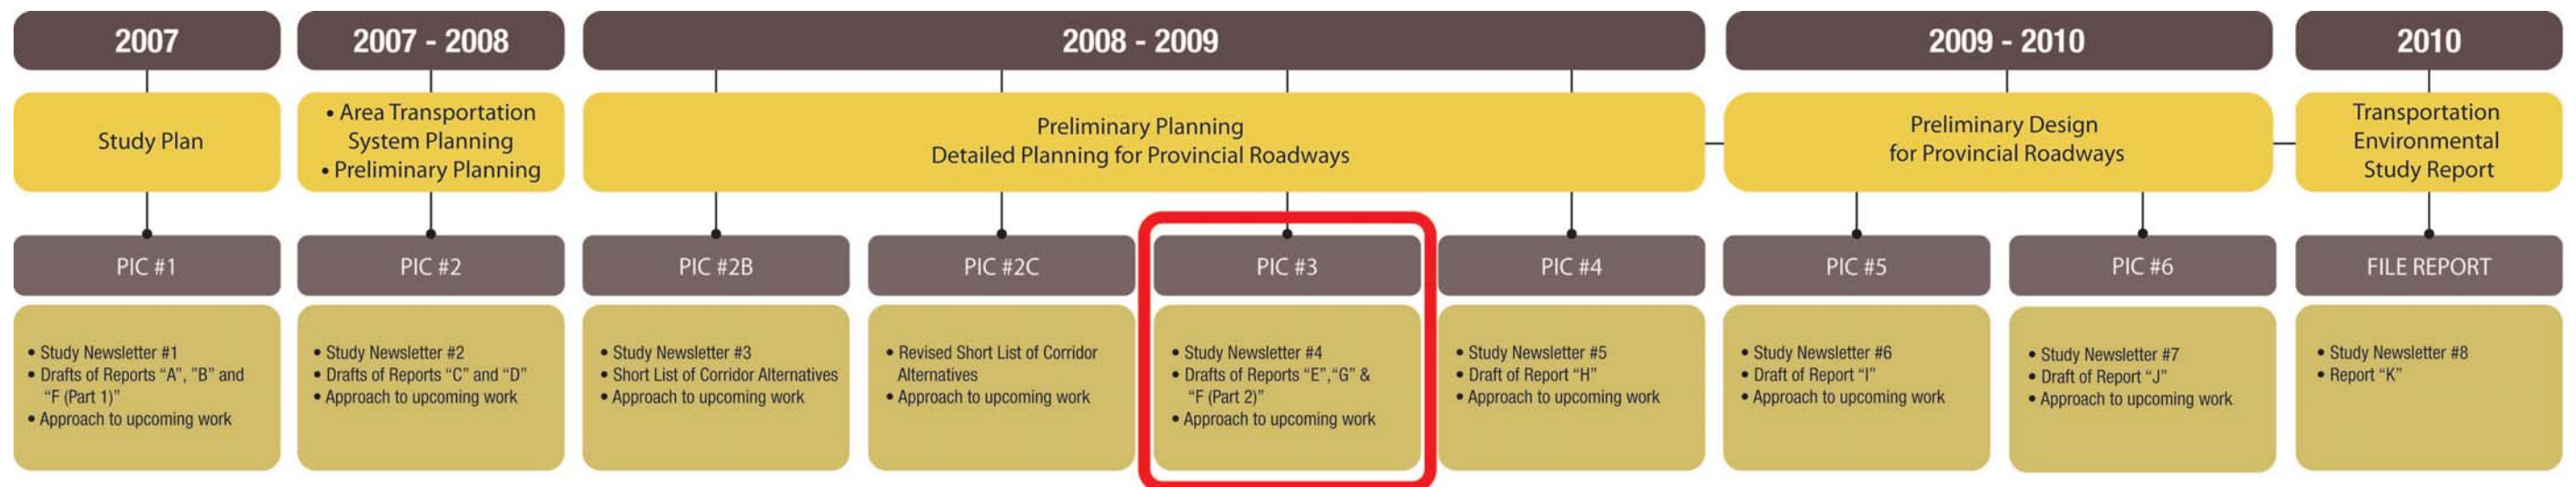 2007
2007 - 2008
2008 - 2009
2009 - 2010
2010
Study Plan
• Area Transportation
System Planning
• Preliminary Planning
Preliminary Planning
Detailed Planning for Provincial Roadways
Preliminary Design
for Provincial Roadways
Transportation
Environmental
Study Report
PIC #1
PIC #2
PIC #2B
PIC #2C
PIC #3
PIC #4
PIC #5
PIC #6
FILE REPORT
• Study Newsletter #1
• Drafts of Reports “A”, ”B” and
“F (Part 1)”
• Approach to upcoming work
• Study Newsletter #2
• Drafts of Reports “C” and “D”
• Approach to upcoming work
• Study Newsletter #3
• Short List of Corridor Alternatives
• Approach to upcoming work
• Revised Short List of Corridor
Alternatives
• Approach to upcoming work
• Study Newsletter #4
• Drafts of Reports “E”,“G” &
“F (Part 2)”
• Approach to upcoming work
• Study Newsletter #5
• Draft of Report “H”
• Approach to upcoming work
• Study Newsletter #6
• Draft of Report “I”
• Approach to upcoming work
• Study Newsletter #7
• Draft of Report “J”
• Approach to upcoming work
• Study Newsletter #8
• Report “K”